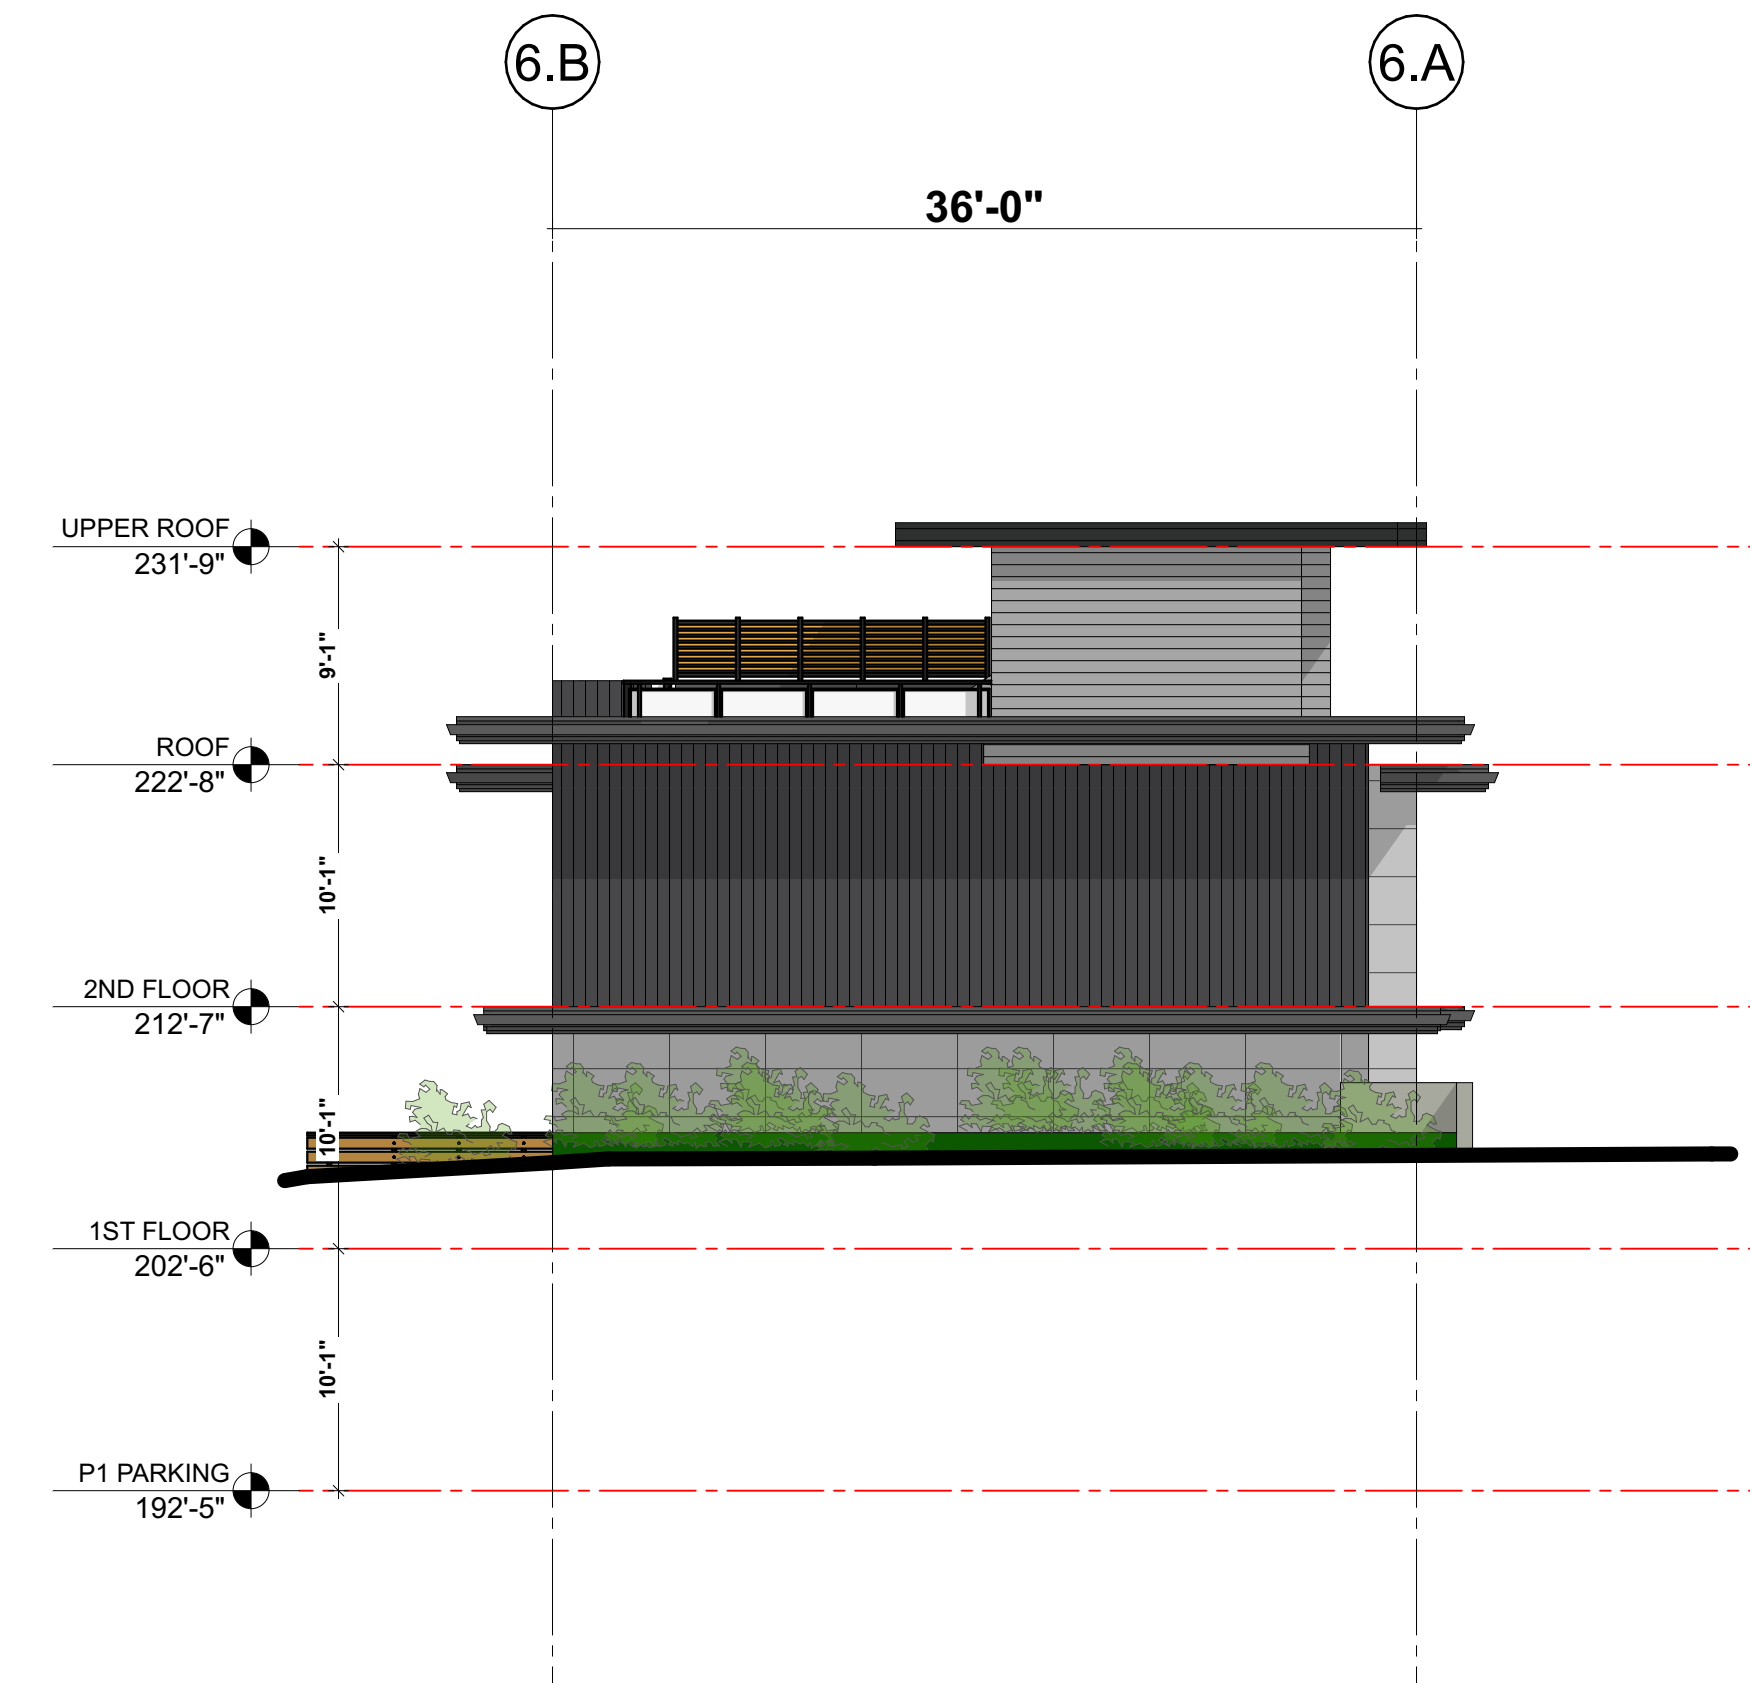 6.B
6.A
36'-0"
UPPER ROOF
231'-9"
9'-1"
ROOF
222'-8"
10'-1"
2ND FLOOR
212'-7"
10'-1"
1ST FLOOR
202'-6"
10'-1"
P1 PARKING
192'-5"